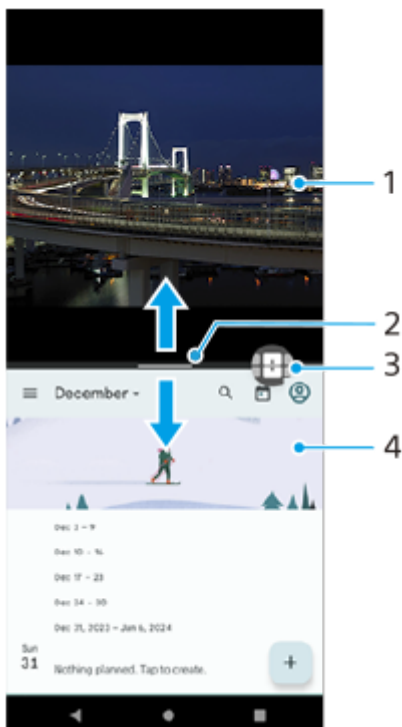 1
2
3
December
4
Dec 3 - 9
Dec 10 - 16
Dec 17 - 23
Dec 24 - 30
Dec 31, 2023 - Jan 6, 2024
Sun
31
Nothing planned. Tap to create.